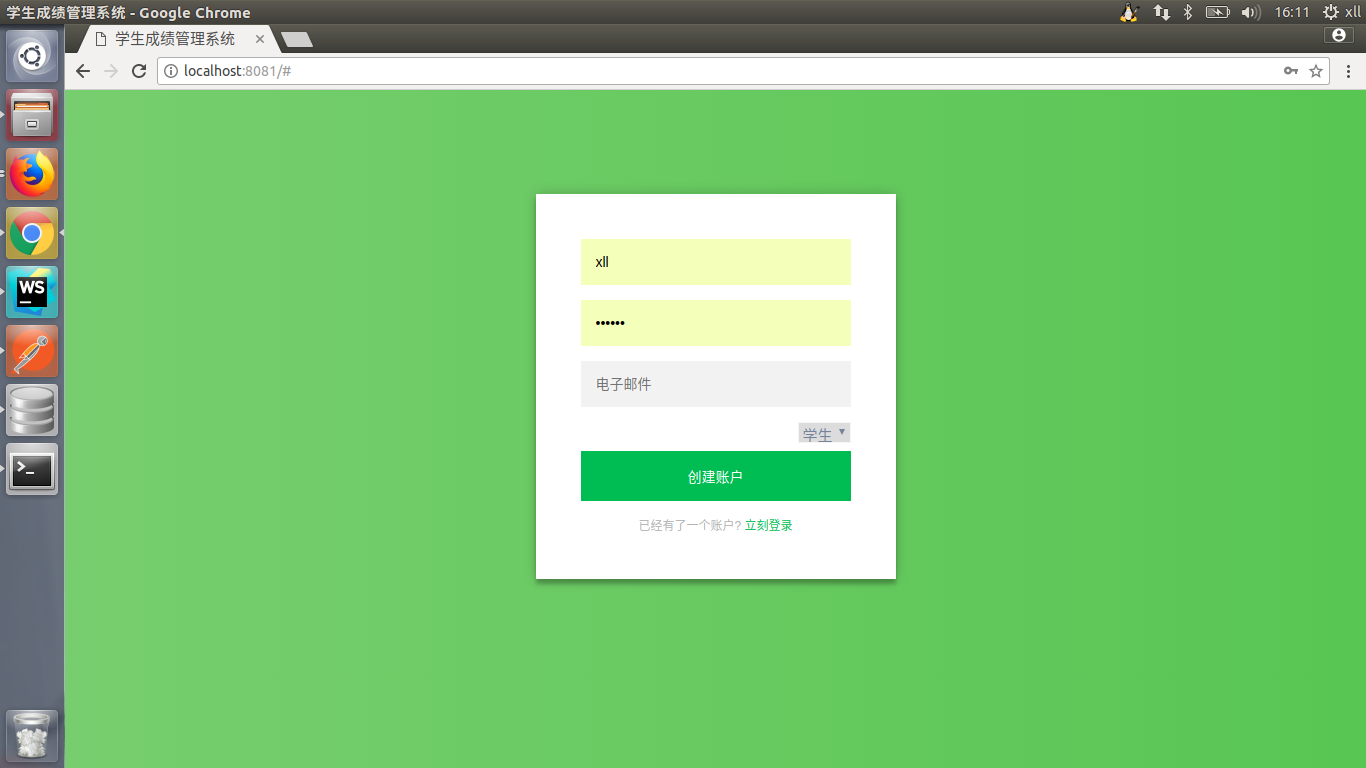 学生成绩管理系统 - Google Chrome
16:11
xll
学生成绩管理系统
localhost:8081/#
WS
xll
••••••
电子邮件
学生
创建账户
已经有了一个账户? 立刻登录